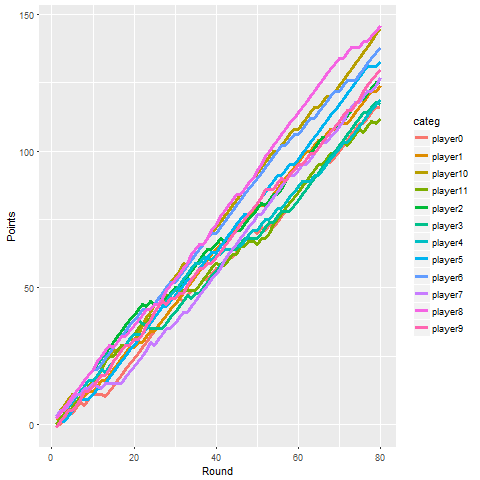 150
100
50
0
Points
0
20
40
60
80
Round
categ
player0
player1
player10
player11
player2
player3
player4
player5
player6
player7
player8
player9